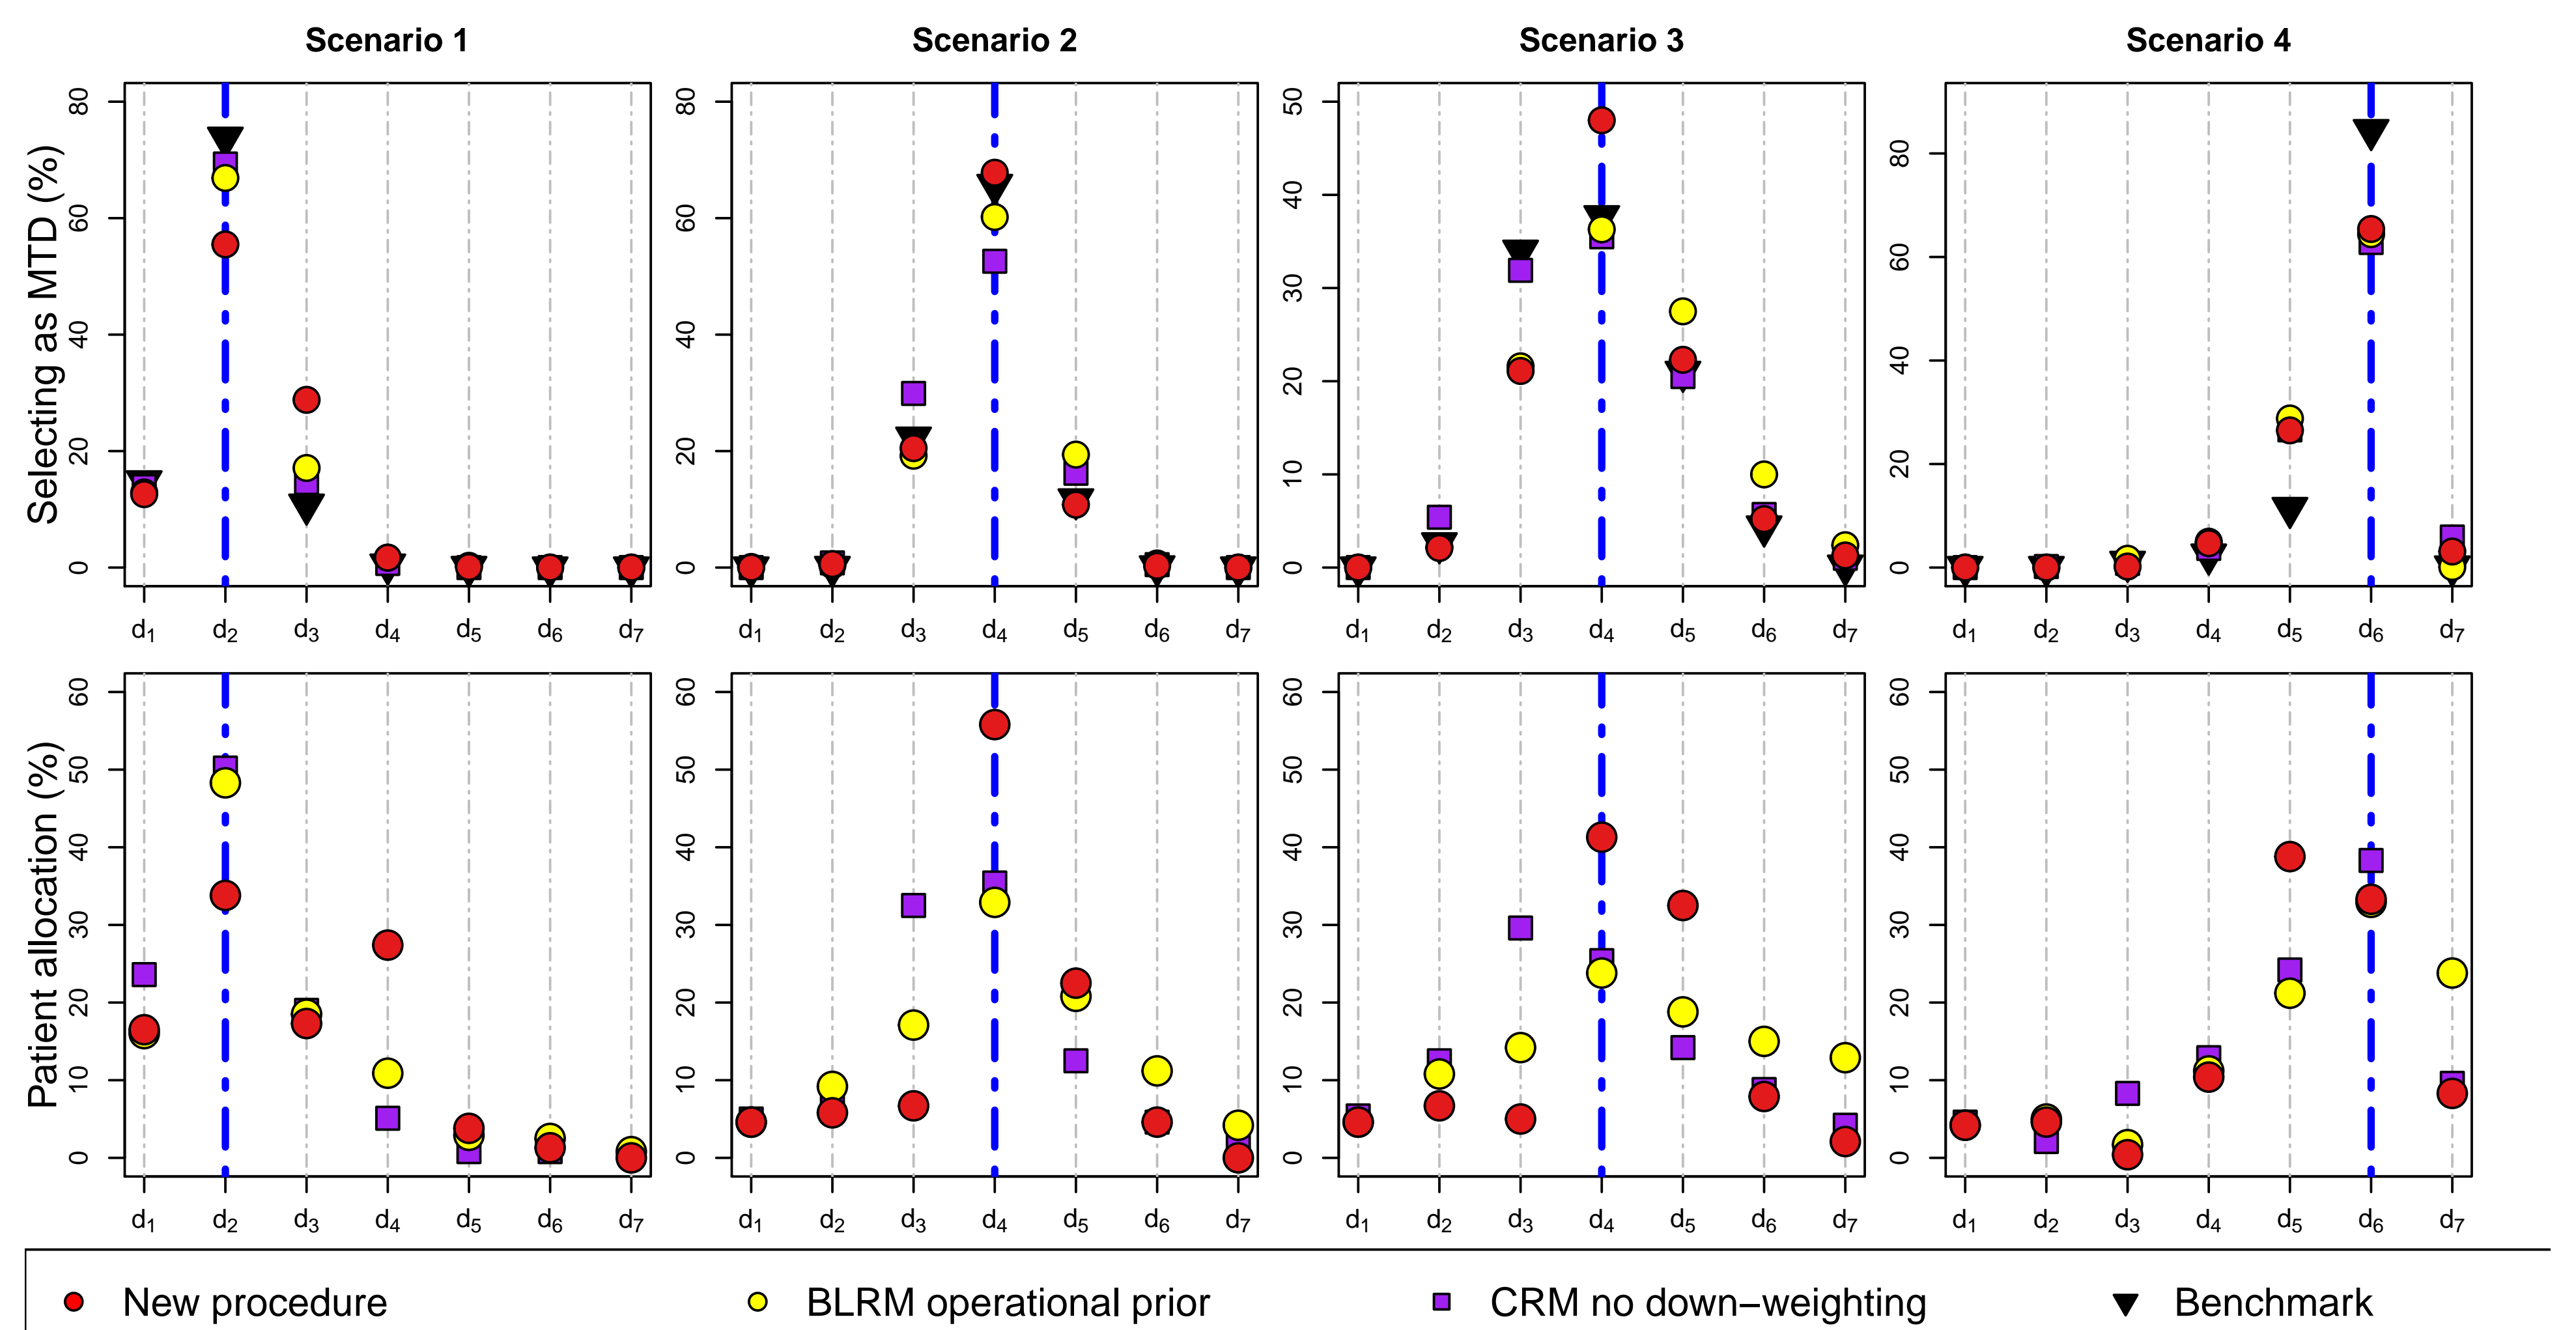 Scenario 1 Scenario 2 Scenario 3 Scenario 4
Selecting as MTD (%)
0 20 40 60 80
0 20 40 60 80
0 10 20 30 40 50
0 20 40 60 80
d1 d2 d3 d4 d5 d6 d7
d1 d2 d3 d4 d5 d6 d7
d1 d2 d3 d4 d5 d6 d7
d1 d2 d3 d4 d5 d6 d7
Patient allocation (%)
0 10 20 30 40 50 60
0 10 20 30 40 50 60
0 10 20 30 40 50 60
0 10 20 30 40 50 60
d1 d2 d3 d4 d5 d6 d7
d1 d2 d3 d4 d5 d6 d7
d1 d2 d3 d4 d5 d6 d7
d1 d2 d3 d4 d5 d6 d7
New procedure BLRM operational prior CRM no down−weighting Benchmark